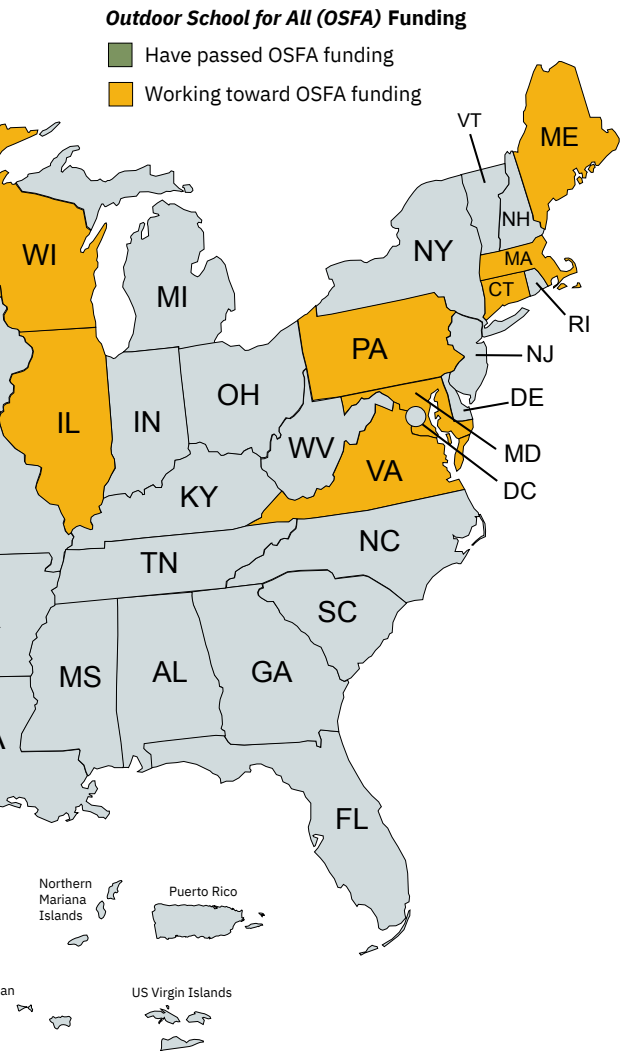 Outdoor School for All (OSFA) Funding
Have passed OSFA funding
Working toward OSFA funding
VT
ME
NH
WI
NY
MA
CT
MI
RI
PA
NJ
OH
DE
IL
IN
WV
MD
VA
DC
KY
NC
TN
SC
MS
AL
GA
FL
Northern
Mariana
Islands
Puerto Rico
US Virgin Islands